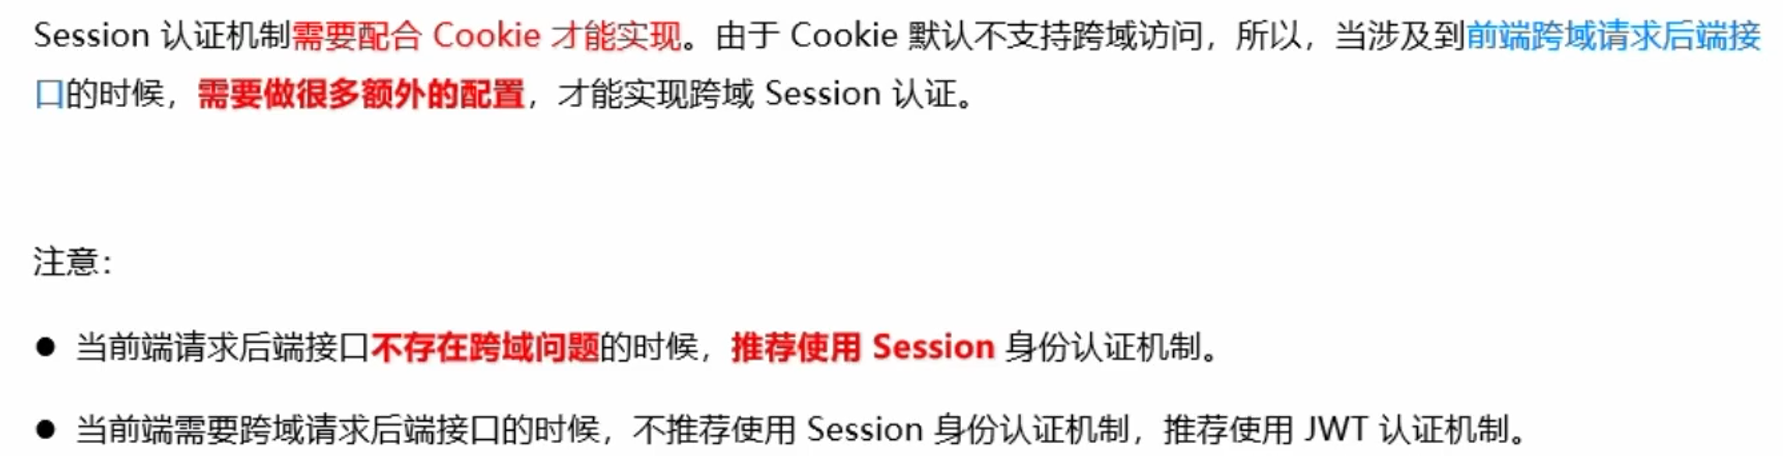 Session 认证机制需要配合 Cookie 才能实现。由于 Cookie 默认不支持跨域访问，所以，当涉及到前端跨域请求后端接
口的时候，需要做很多额外的配置，才能实现跨域 Session 认证。
注意：
● 当前端请求后端接口不存在跨域问题的时候，推荐使用 Session 身份认证机制。
● 当前端需要跨域请求后端接口的时候，不推荐使用 Session 身份认证机制，推荐使用 JWT 认证机制。